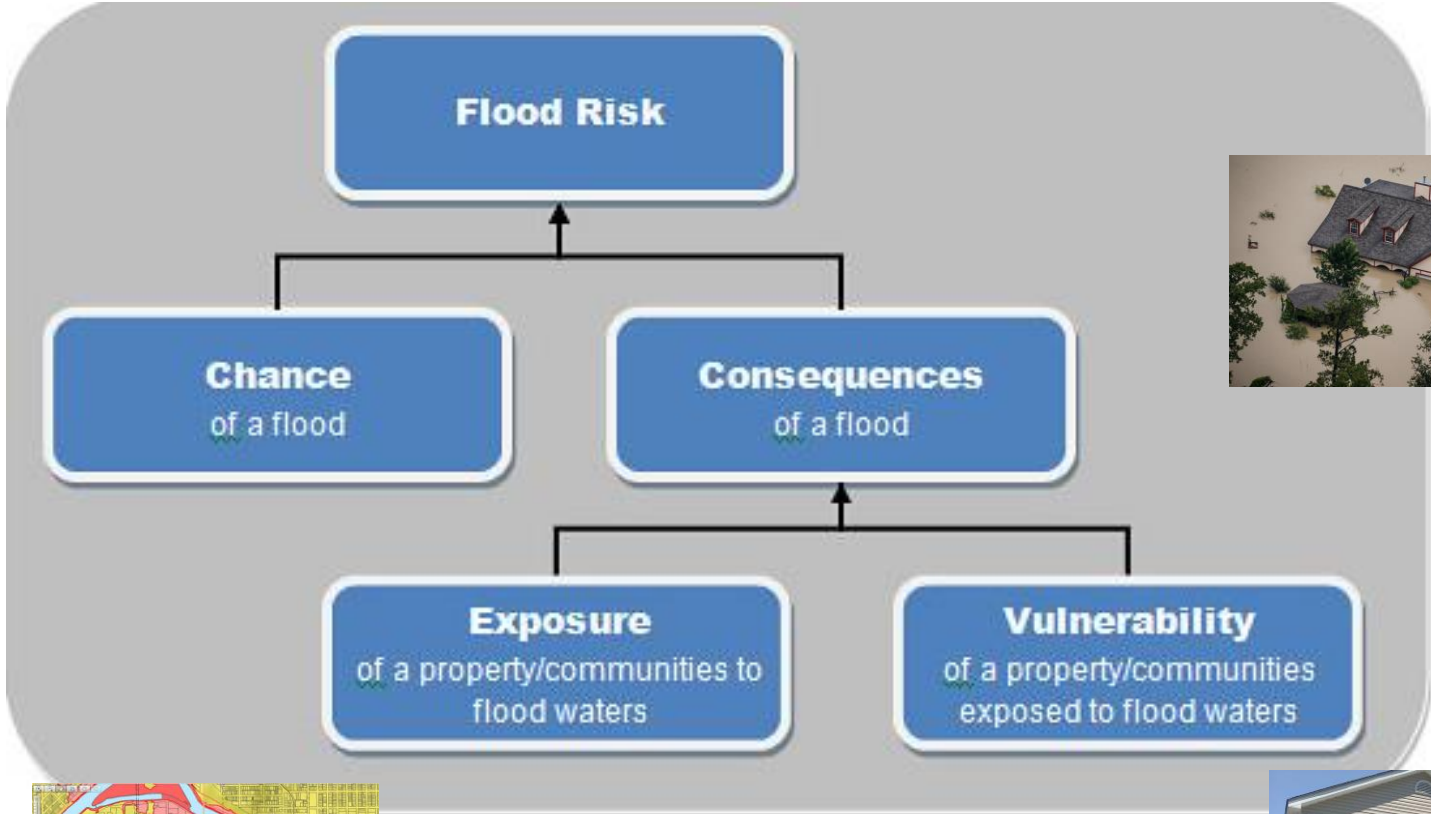 Flood Risk
Chance
of a flood
Consequences
of a flood
Exposure
of a property/communities to
flood waters
Vulnerability
of a property/communities
exposed to flood waters